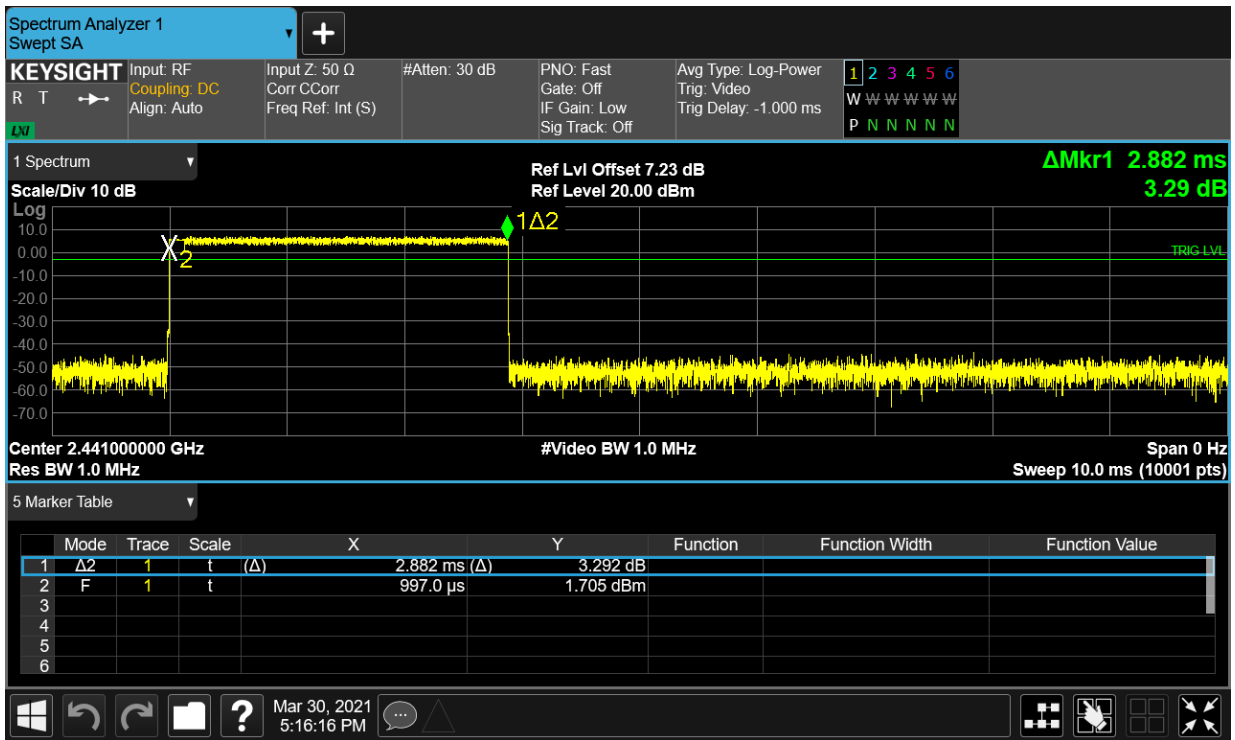 Spectrum Analyzer 1
Swept SA
▼
+
KEYSIGHT
R T
LXI
Input: RF
Coupling: DC
Align: Auto
Input Z: 50 Ω
Corr CCorr
Freq Ref: Int (S)
#Atten: 30 dB
PNO: Fast
Gate: Off
IF Gain: Low
Sig Track: Off
Avg Type: Log-Power
Trig: Video
Trig Delay: -1.000 ms
1 2 3 4 5 6
W W W W W W
P N N N N N
1 Spectrum ▼
Scale/Div 10 dB
Ref Lvl Offset 7.23 dB
Ref Level 20.00 dBm
ΔMkr1 2.882 ms
3.29 dB
Log
10.0
0.00
-10.0
-20.0
-30.0
-40.0
-50.0
-60.0
-70.0
X
2
1Δ2
TRIG LVL
Center 2.441000000 GHz #Video BW 1.0 MHz Span 0 Hz
Res BW 1.0 MHz Sweep 10.0 ms (10001 pts)
5 Marker Table ▼
Mode Trace Scale X Y Function Function Width Function Value
1 Δ2 1 t (Δ) 2.882 ms (Δ) 3.292 dB
2 F 1 t 997.0 µs 1.705 dBm
3
4
5
6
?
Mar 30, 2021
5:16:16 PM